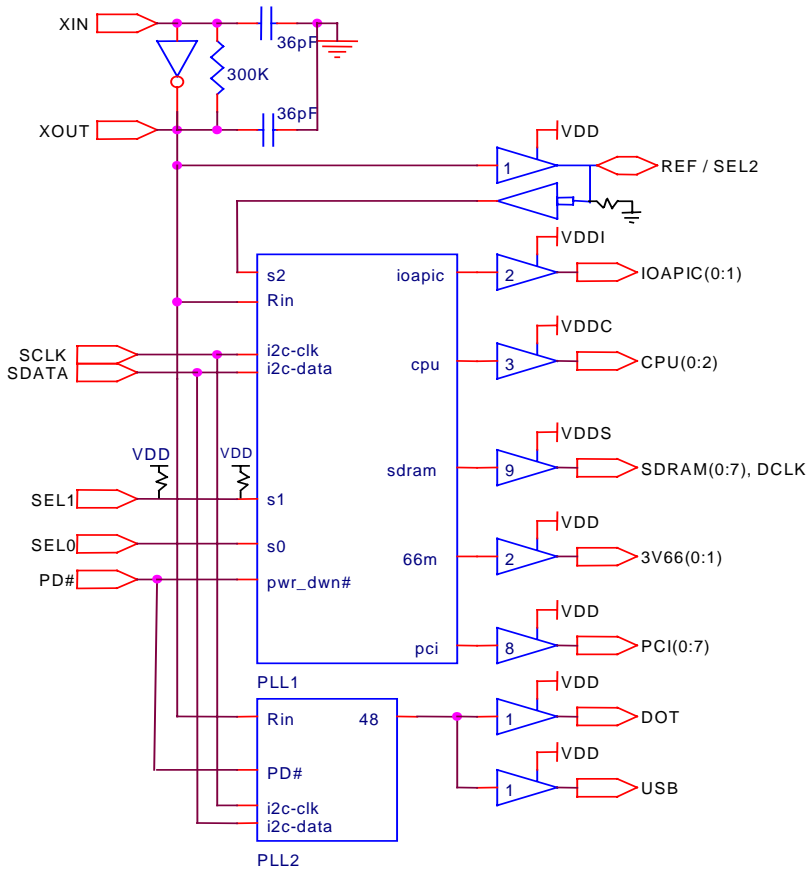 XIN
36pF
300K
36pF
XOUT
VDD
1
REF / SEL2
VDDI
s2
ioapic
2
IOAPIC(0:1)
Rin
VDDC
SCLK
i2c-clk
cpu
3
CPU(0:2)
SDATA
i2c-data
VDD
VDD
VDDS
sdram
9
SDRAM(0:7), DCLK
SEL1
s1
VDD
SEL0
s0
66m
2
3V66(0:1)
PD#
pwr_dwn#
VDD
pci
8
PCI(0:7)
PLL1
VDD
Rin
48
1
DOT
VDD
PD#
1
USB
i2c-clk
i2c-data
PLL2